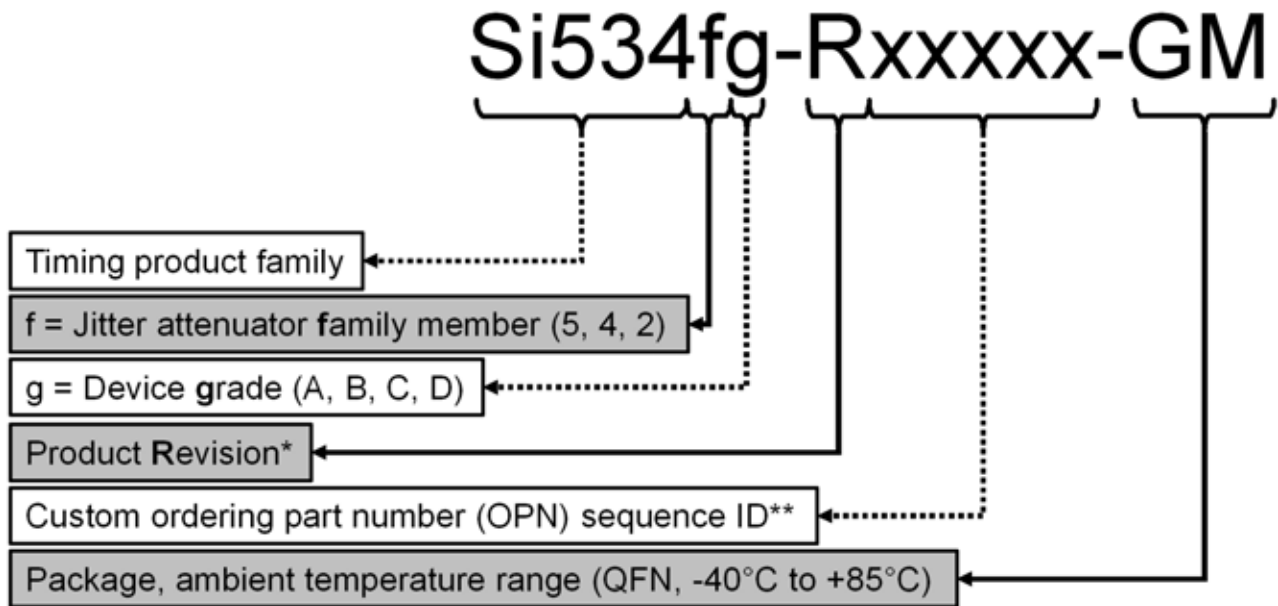 Si534fg-Rxxxxx-GM
Timing product family
f = Jitter attenuator family member (5, 4, 2)
g = Device grade (A, B, C, D)
Product Revision*
Custom ordering part number (OPN) sequence ID**
Package, ambient temperature range (QFN, -40°C to +85°C)